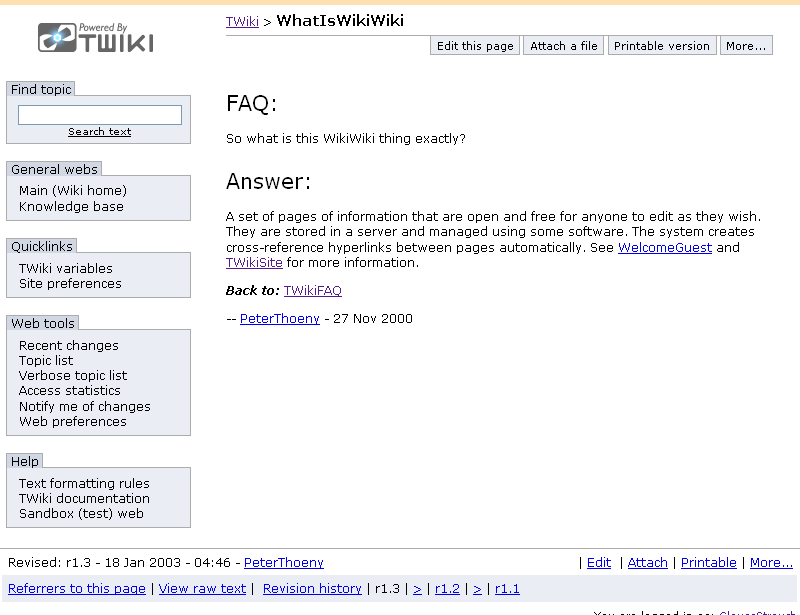 Powered By
TWIKI
TWiki > WhatIsWikiWiki
Edit this page Attach a file Printable version More...
Find topic
Search text
General webs
Main (Wiki home)
Knowledge base
Quicklinks
TWiki variables
Site preferences
Web tools
Recent changes
Topic list
Verbose topic list
Access statistics
Notify me of changes
Web preferences
Help
Text formatting rules
TWiki documentation
Sandbox (test) web
FAQ:
So what is this WikiWiki thing exactly?
Answer:
A set of pages of information that are open and free for anyone to edit as they wish.
They are stored in a server and managed using some software. The system creates
cross-reference hyperlinks between pages automatically. See WelcomeGuest and
TWikiSite for more information.
Back to: TWikiFAQ
-- PeterThoeny - 27 Nov 2000
Revised: r1.3 - 18 Jan 2003 - 04:46 - PeterThoeny | Edit | Attach | Printable | More...
Referrers to this page | View raw text | Revision history | r1.3 | > | r1.2 | > | r1.1